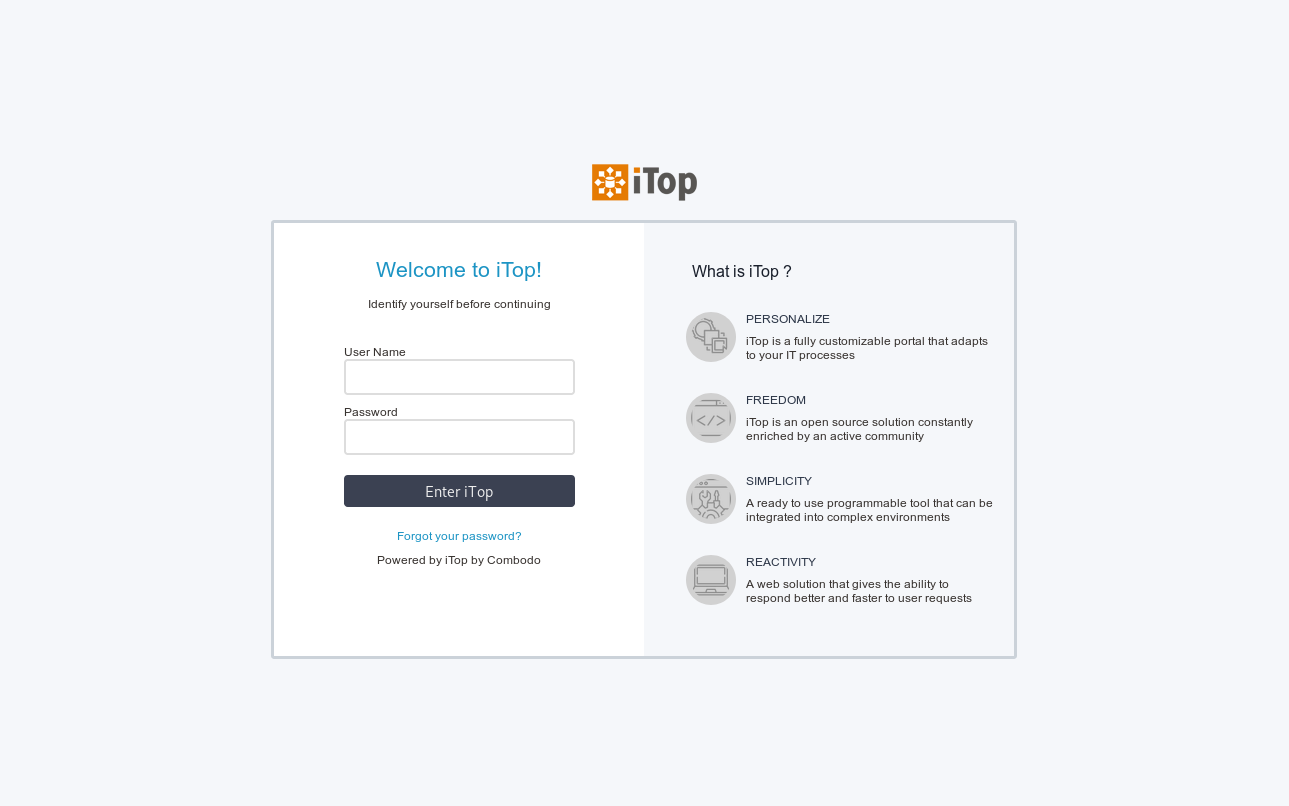 iTop
Welcome to iTop!
Identify yourself before continuing
User Name
Password
Enter iTop
Forgot your password?
Powered by iTop by Combodo
What is iTop ?
PERSONALIZE
iTop is a fully customizable portal that adapts
to your IT processes
FREEDOM
iTop is an open source solution constantly
enriched by an active community
SIMPLICITY
A ready to use programmable tool that can be
integrated into complex environments
REACTIVITY
A web solution that gives the ability to
respond better and faster to user requests